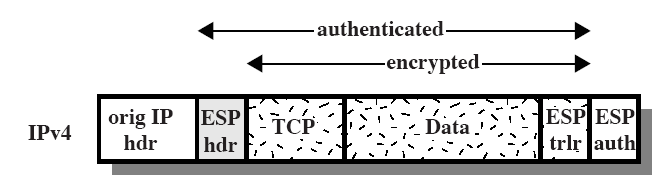 authenticated
encrypted
IPv4
orig IP
hdr
ESP
hdr
TCP
Data
ESP
trlr
ESP
auth